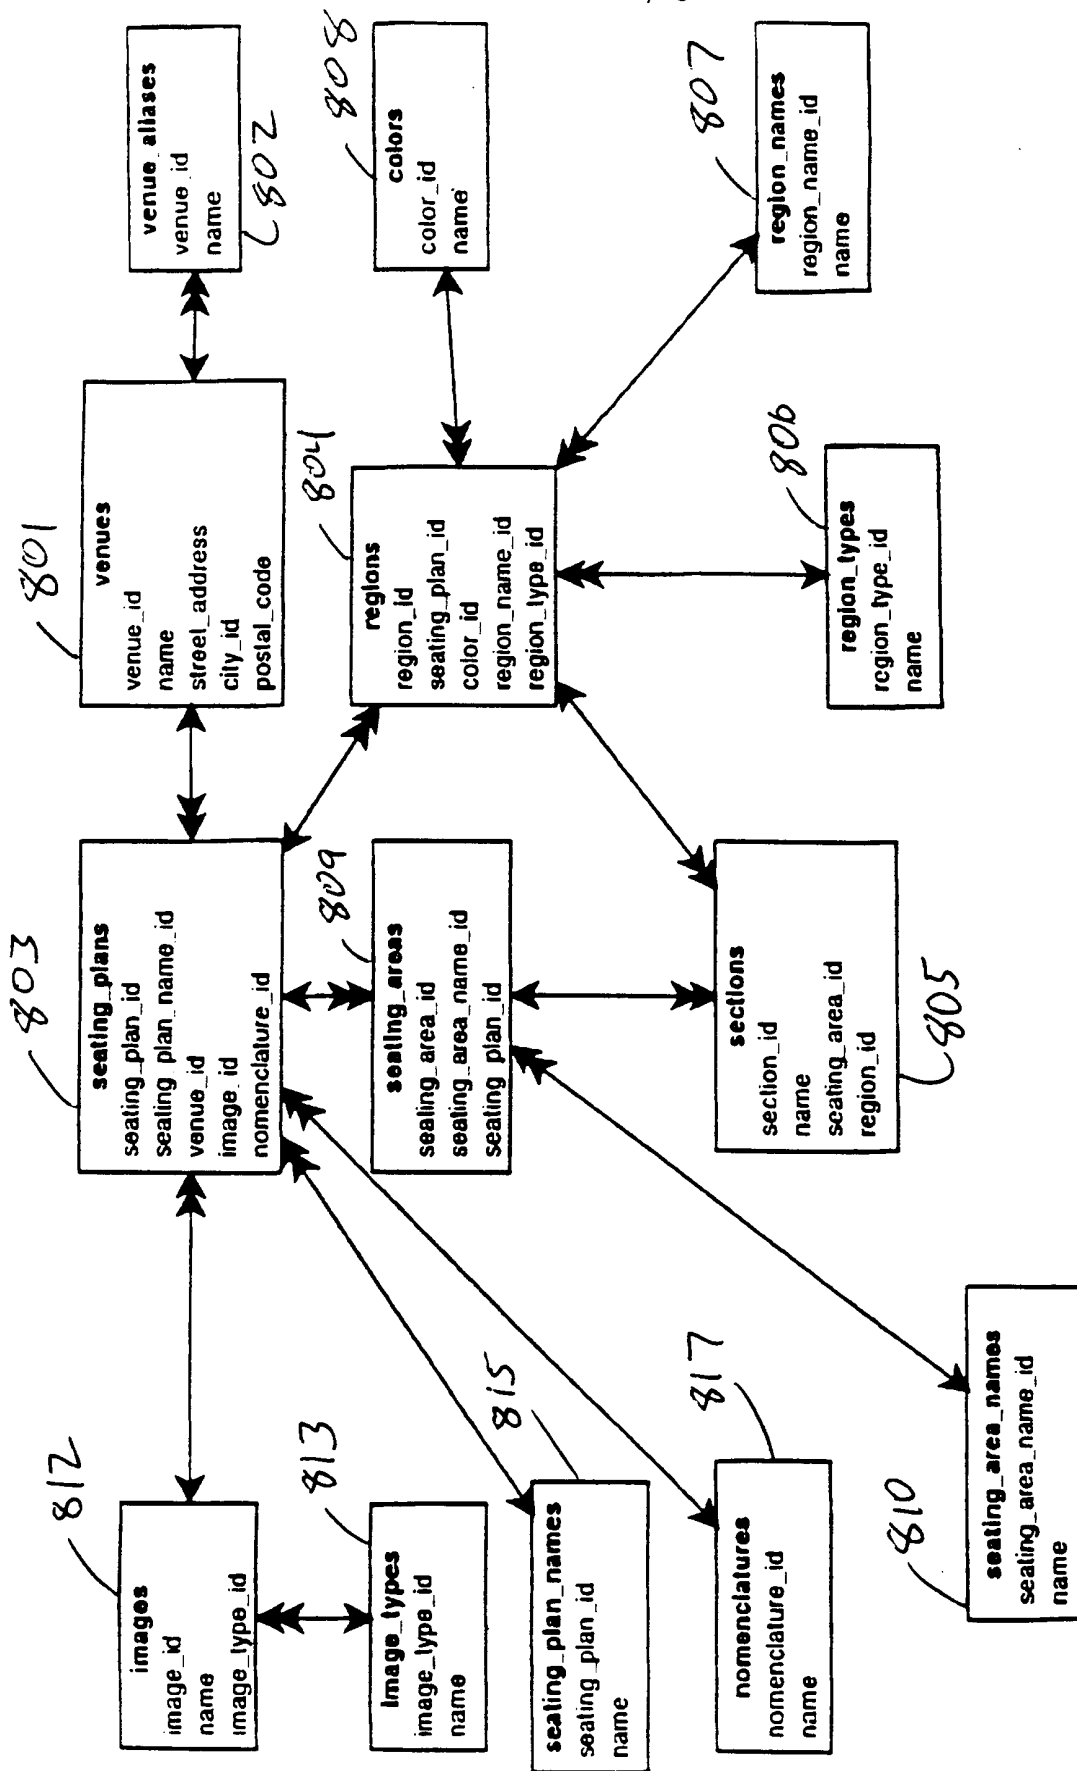 812
images
image_id
name
image_type_id
813
image_types
image_type_id
name
815
seating_plan_names
seating_plan_id
name
817
nomenclatures
nomenclature_id
name
810
seating_area_names
seating_area_name_id
name
803
seating_plans
seating_plan_id
seating_plan_name_id
venue_id
image_id
nomenclature_id
809
seating_areas
seating_area_id
seating_area_name_id
seating_plan_id
sections
section_id
name
seating_area_id
region_id
805
801
venues
venue_id
name
street_address
city_id
postal_code
804
regions
region_id
seating_plan_id
color_id
region_name_id
region_type_id
806
region_types
region_type_id
name
venue_aliases
venue_id
name
802
808
colors
color_id
name
807
region_names
region_name_id
name